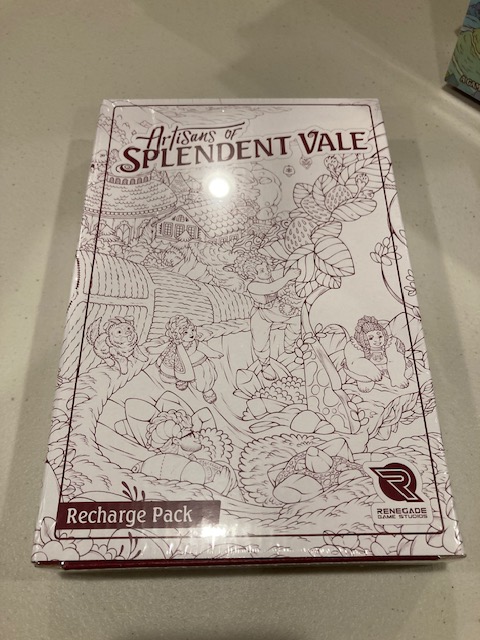 Artisans of
SPLENDENT VALE
Recharge Pack
RENEGADE
GAME STUDIOS